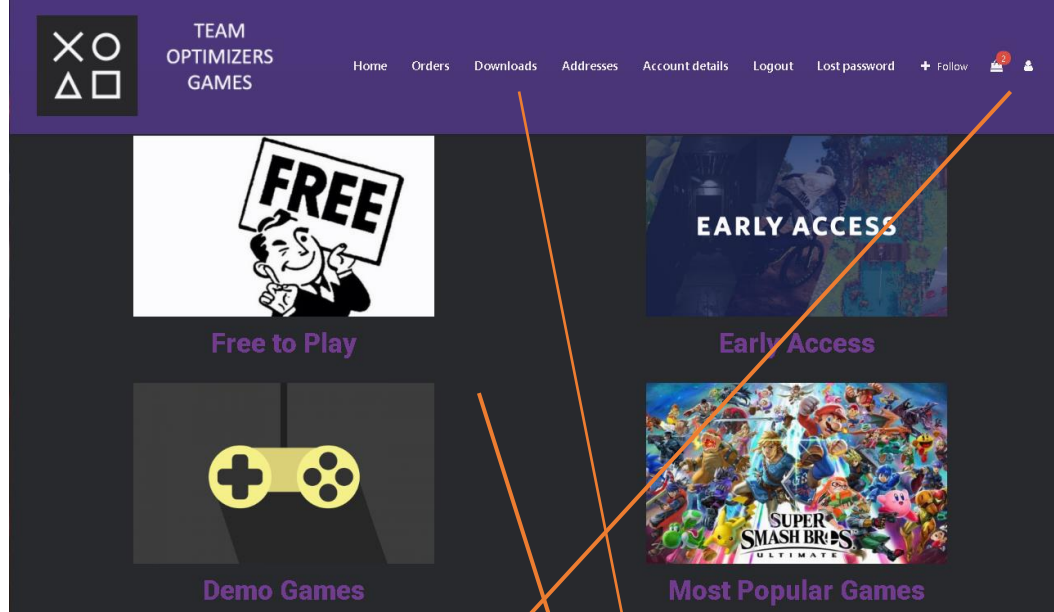 TEAM
OPTIMIZERS
GAMES
Home Orders Downloads Addresses Account details Logout Lost password Follow 2
FREE
EARLY ACCESS
Free to Play
Early Access
SUPER
SMASH BROS.
ULTIMATE
Demo Games
Most Popular Games